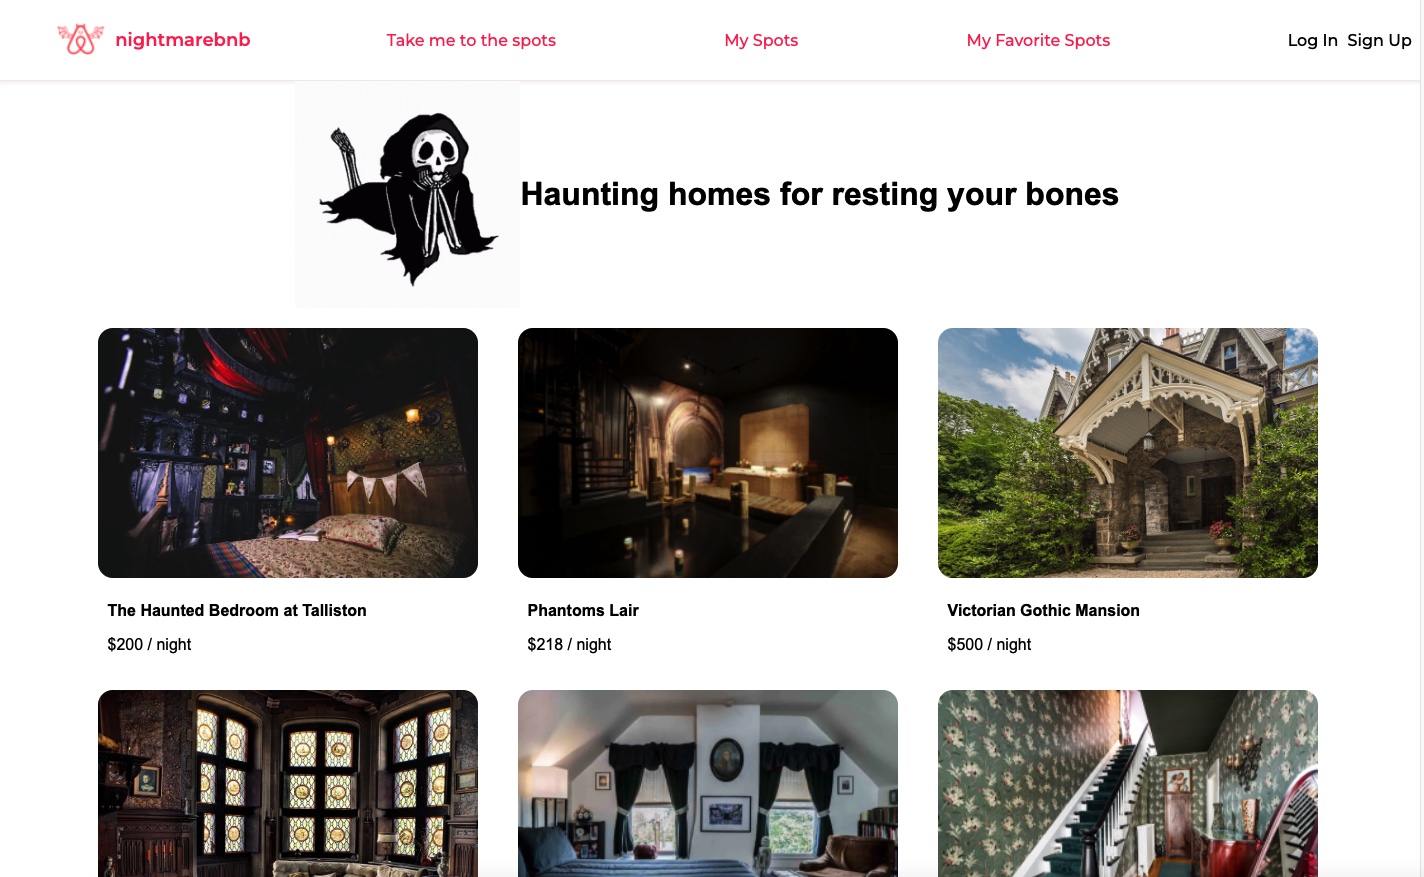 nightmarebnb
Take me to the spots
My Spots
My Favorite Spots
Log In
Sign Up
Haunting homes for resting your bones
The Haunted Bedroom at Talliston
$200 / night
Phantoms Lair
$218 / night
Victorian Gothic Mansion
$500 / night